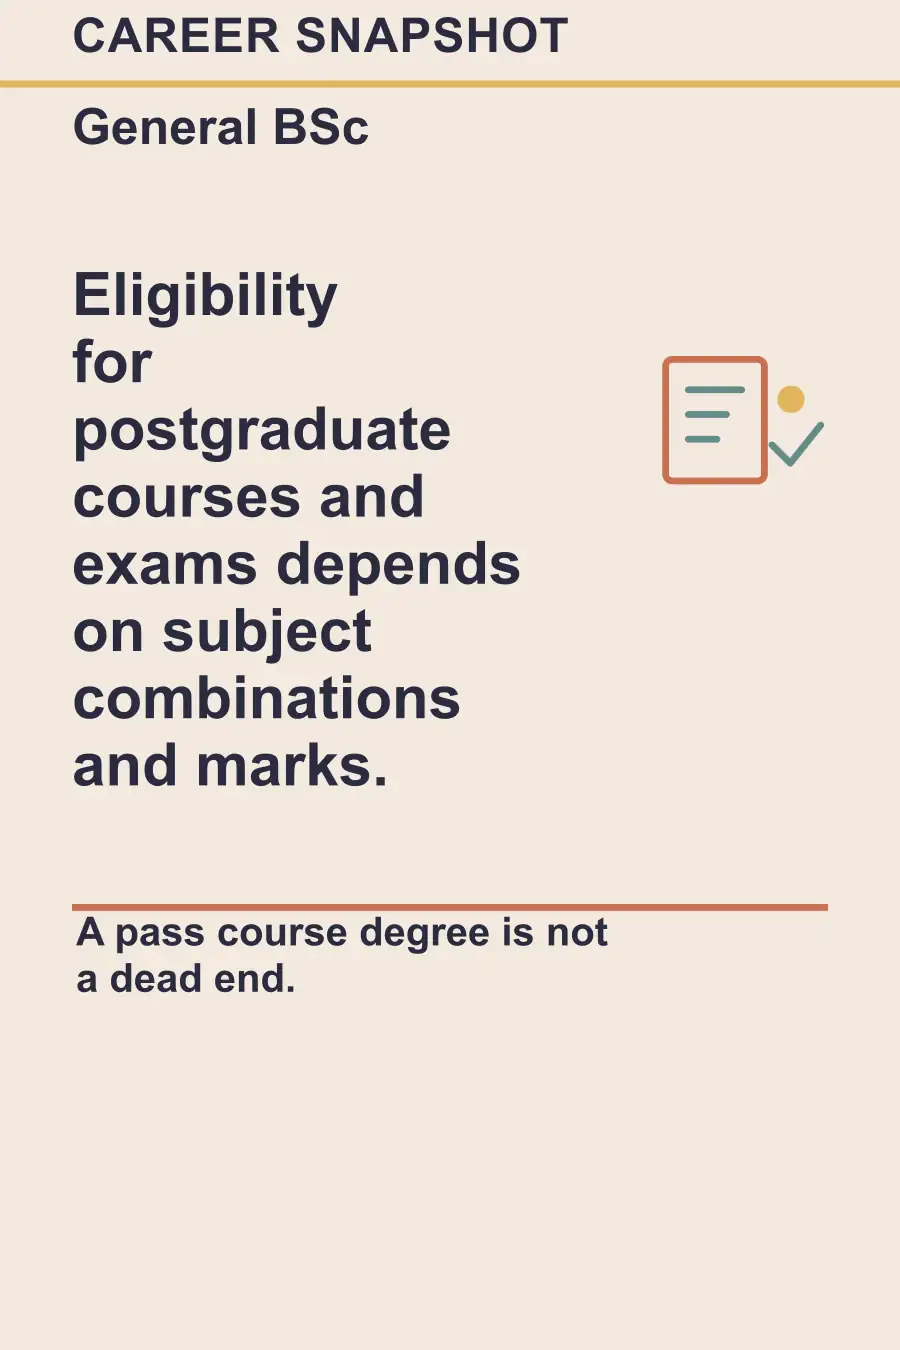 CAREER SNAPSHOT
General BSc
Eligibility
for
postgraduate
courses and
exams depends
on subject
combinations
and marks.
A pass course degree is not
a dead end.